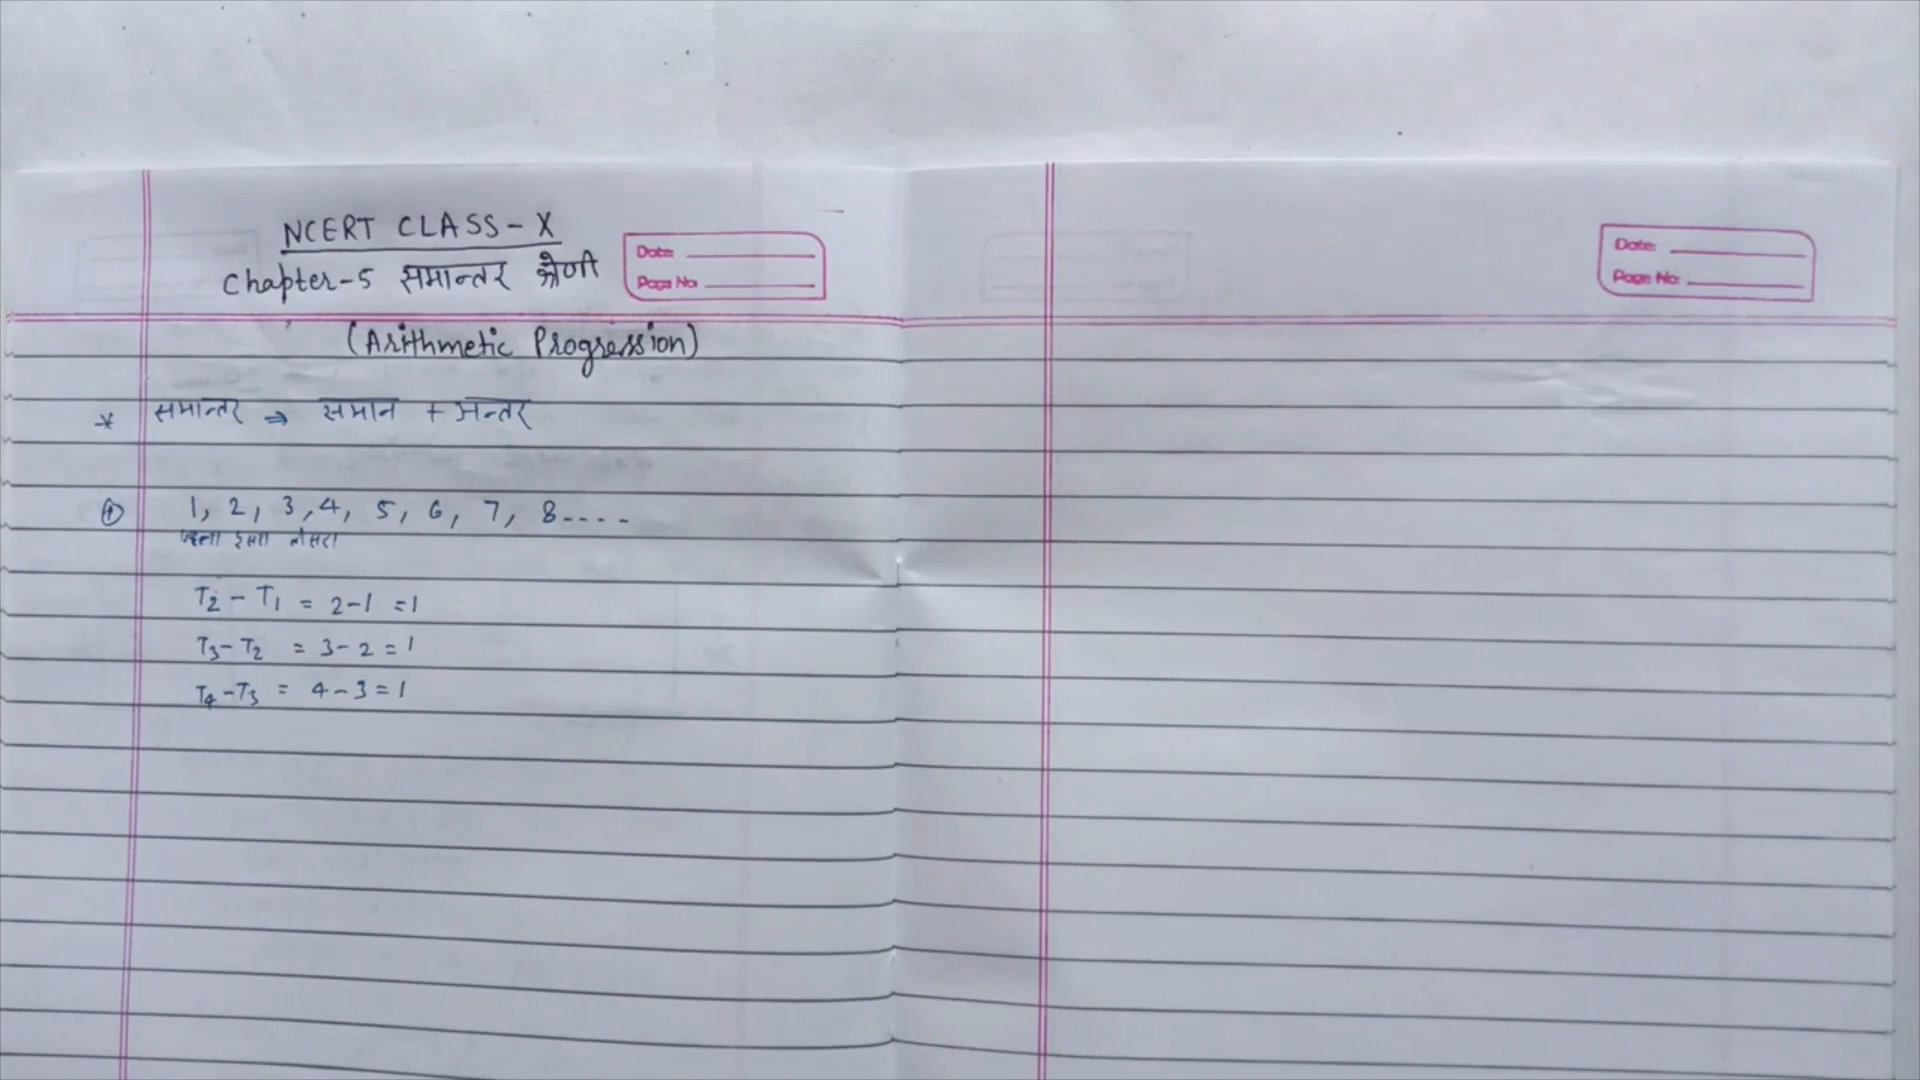 NCERT CLASS-X
Chapter-5 समान्तर श्रेणी
Date:
Page No:
(Arithmetic Progression)
* समान्तर ⇒ समान + अन्तर
① 1, 2, 3, 4, 5, 6, 7, 8....
पहला दूसरा तीसरा
T2 - T1 = 2-1 = 1
T3 - T2 = 3-2 = 1
T4 - T3 = 4-3 = 1
Date:
Page No: